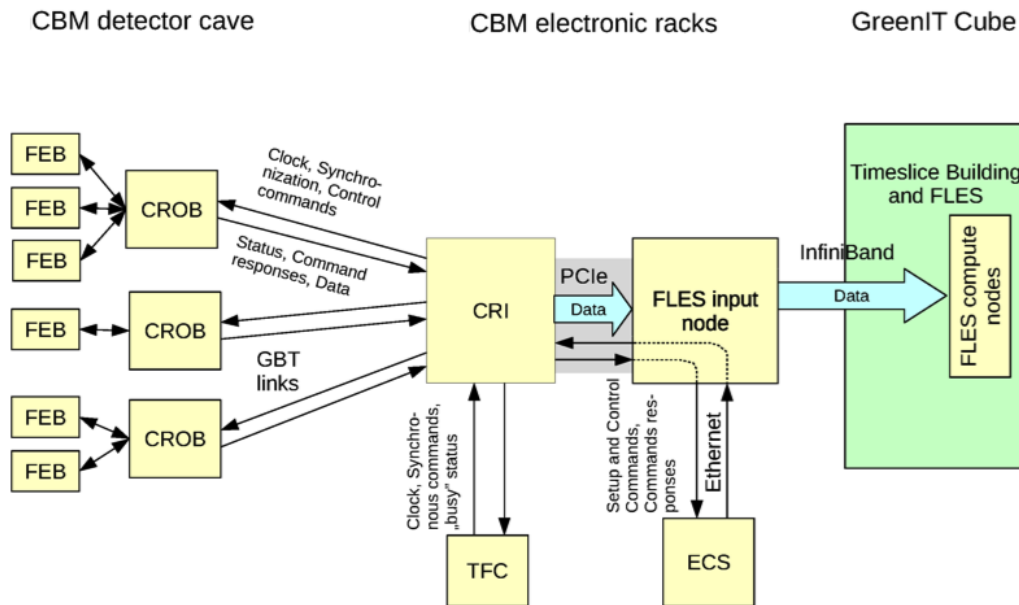 CBM detector cave
CBM electronic racks
GreenIT Cube
FEB
FEB
FEB
CROB
Clock, Synchro-
nization, Control
commands
Status, Command
responses, Data
FEB
CROB
GBT
links
FEB
FEB
CROB
CRI
PCIe
Data
FLES input
node
InfiniBand
Data
Timeslice Building
and FLES
FLES compute
nodes
Clock, Synchro-
nous commands,
„busy” status
TFC
Setup and Control
Commands,
Commands res-
ponses
Ethernet
ECS